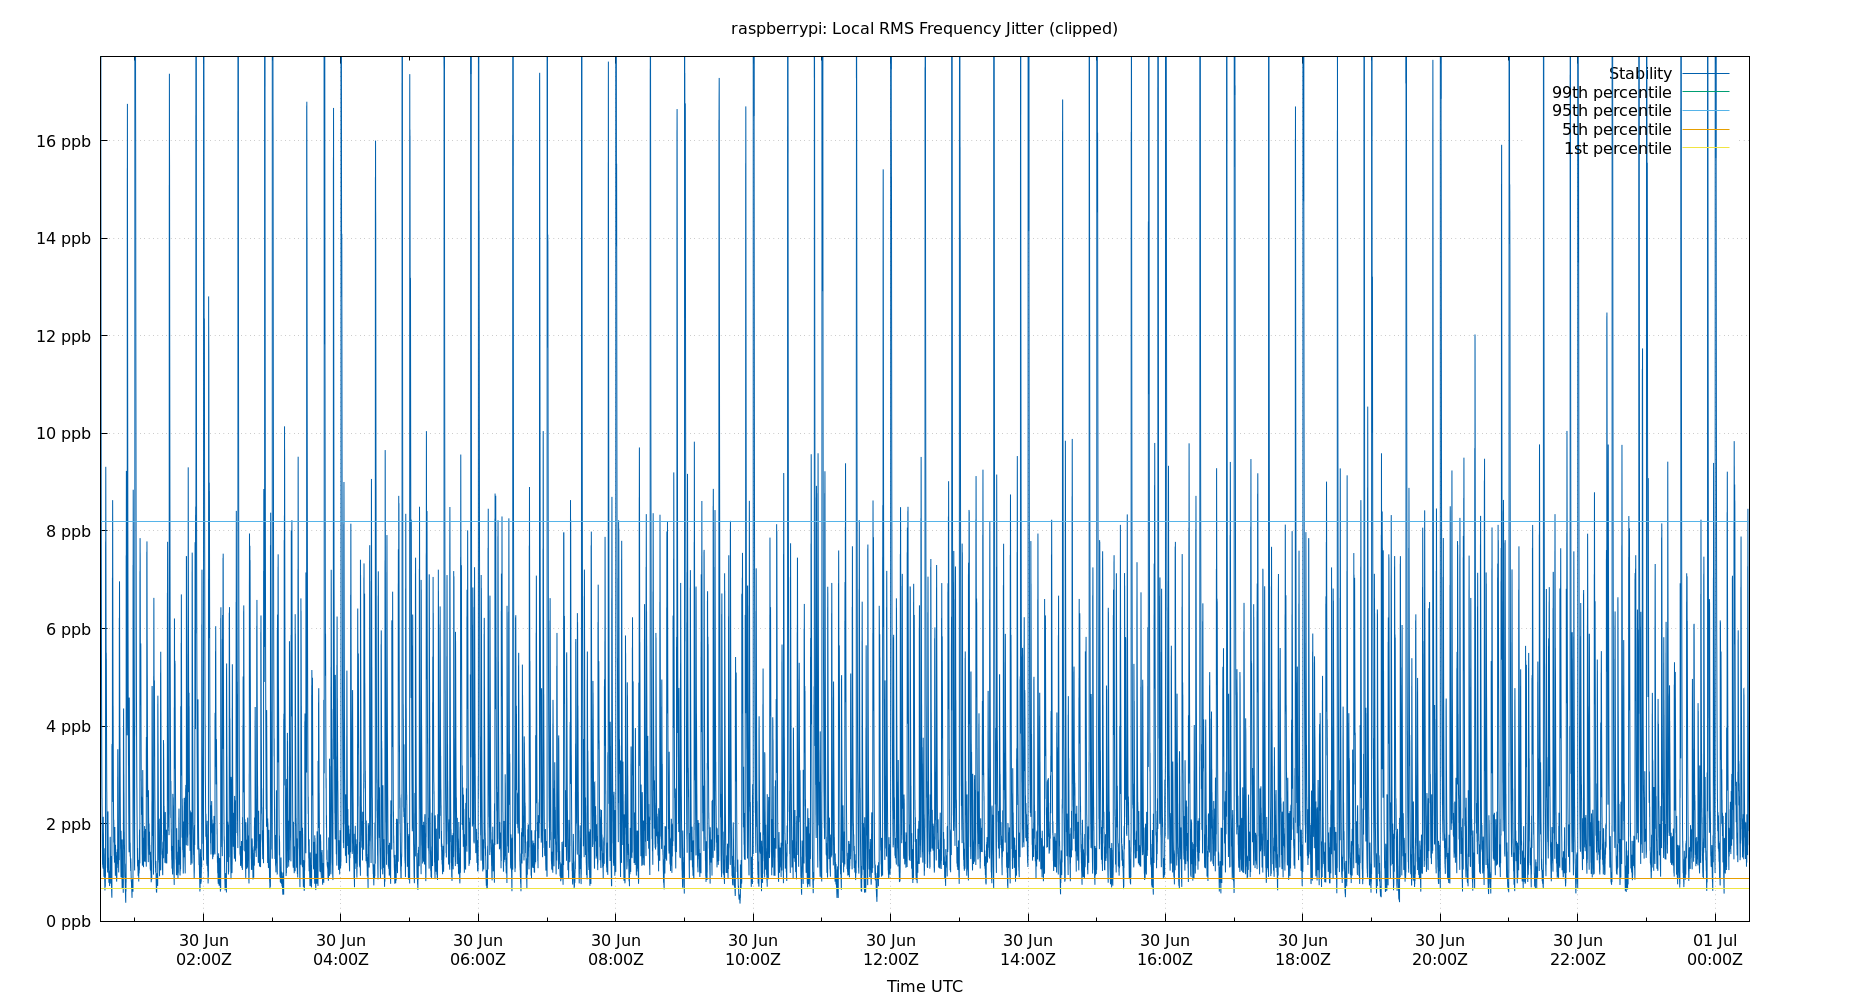 raspberrypi: Local RMS Frequency Jitter (clipped)
Stability
99th percentile
95th percentile
5th percentile
1st percentile
16 ppb
14 ppb
12 ppb
10 ppb
8 ppb
6 ppb
4 ppb
2 ppb
0 ppb
30 Jun 30 Jun 30 Jun 30 Jun 30 Jun 30 Jun 30 Jun 30 Jun 30 Jun 30 Jun 30 Jun 01 Jul
02:00Z 04:00Z 06:00Z 08:00Z 10:00Z 12:00Z 14:00Z 16:00Z 18:00Z 20:00Z 22:00Z 00:00Z
Time UTC